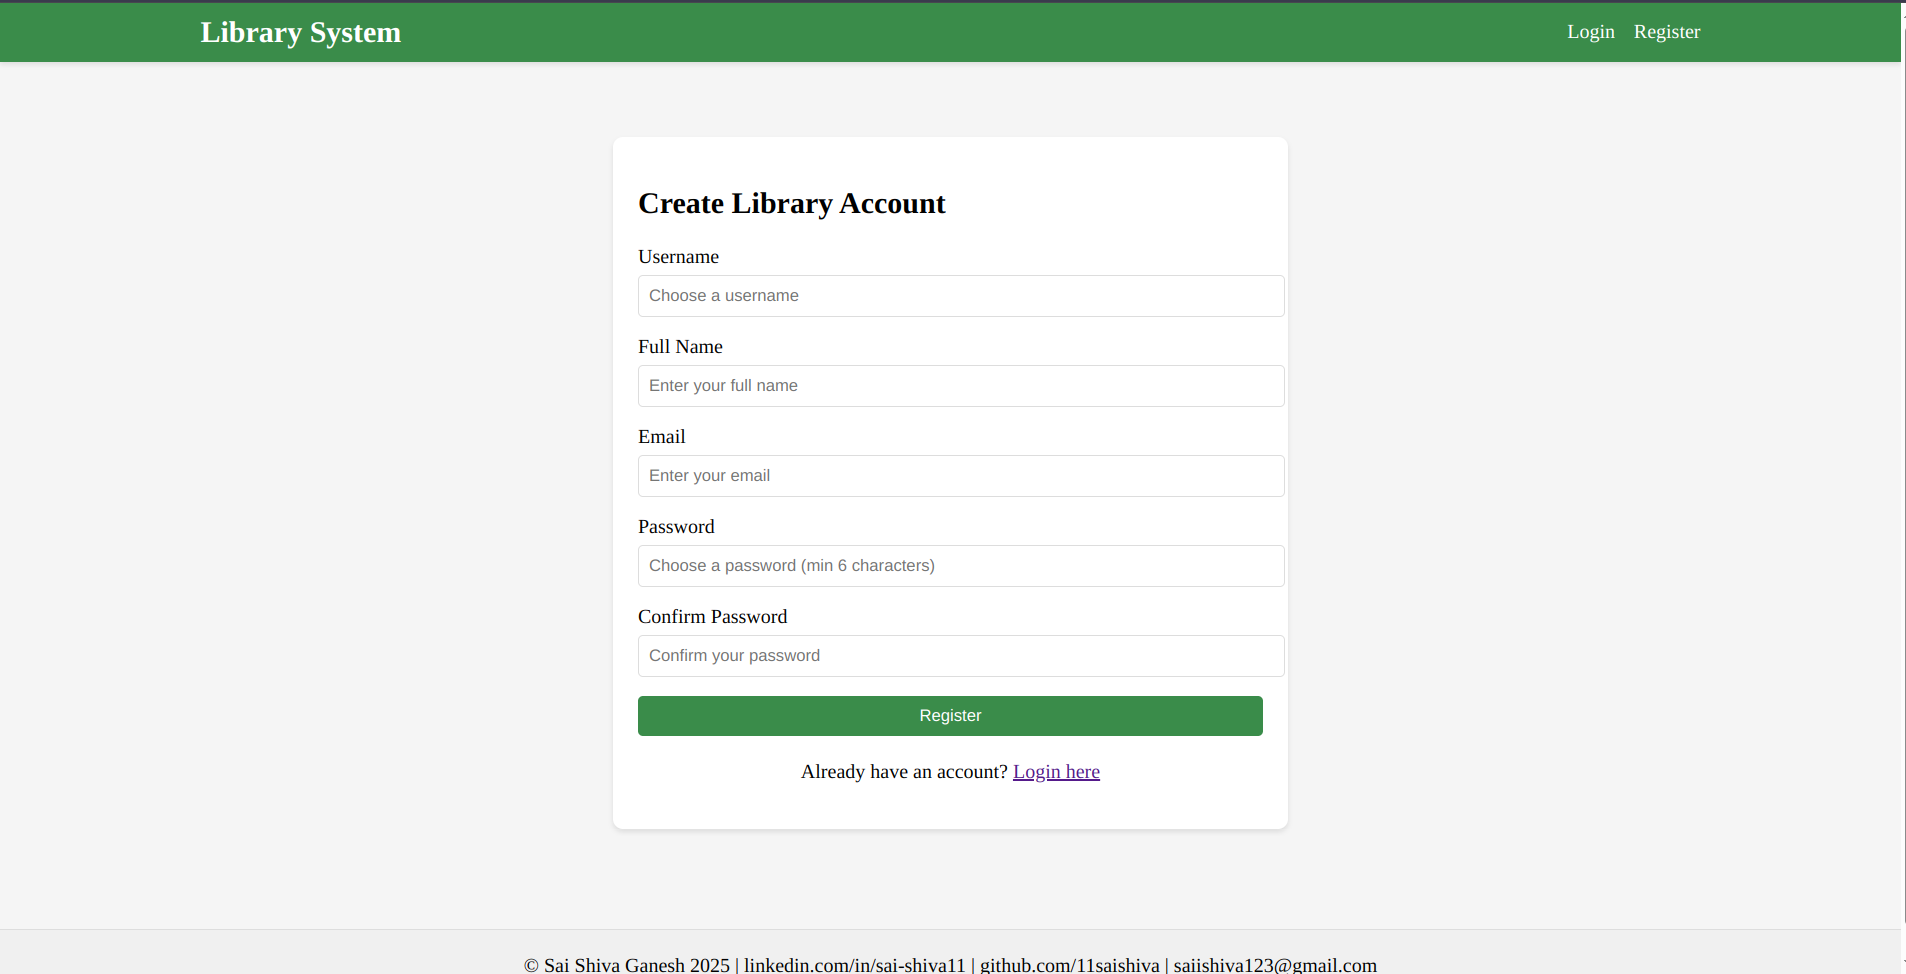 Library System
Login Register
Create Library Account
Username
Choose a username
Full Name
Enter your full name
Email
Enter your email
Password
Choose a password (min 6 characters)
Confirm Password
Confirm your password
Register
Already have an account? Login here
© Sai Shiva Ganesh 2025 | linkedin.com/in/sai-shiva11 | github.com/11saishiva | saiishiva123@gmail.com